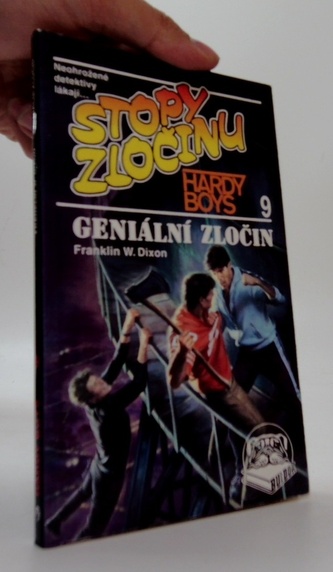 Neohrožené
detektivy
lákají...
STOPY
ZLOČINU
HARDY
BOYS
9
GENIÁLNÍ ZLOČIN
Franklin W. Dixon